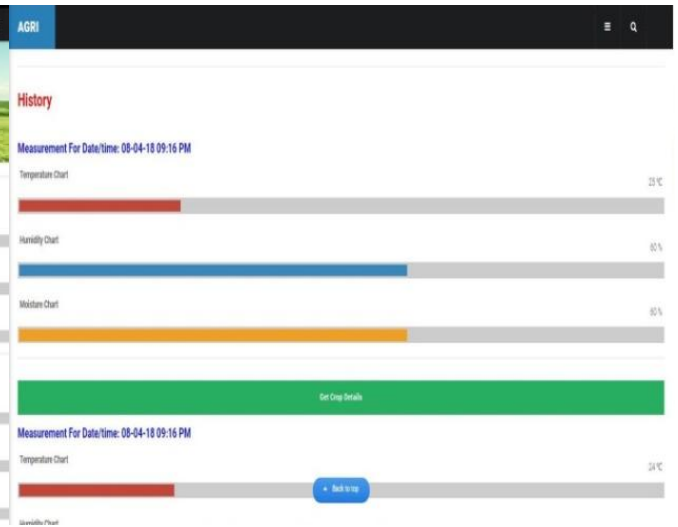 AGRI
History
Measurement For Date/time: 08-04-18 09:16 PM
Temperature Chart
25 °C
Humidity Chart
60 %
Moisture Chart
60 %
Get Crop Details
Measurement For Date/time: 08-04-18 09:16 PM
Temperature Chart
24 °C
Back to top
Humidity Chart